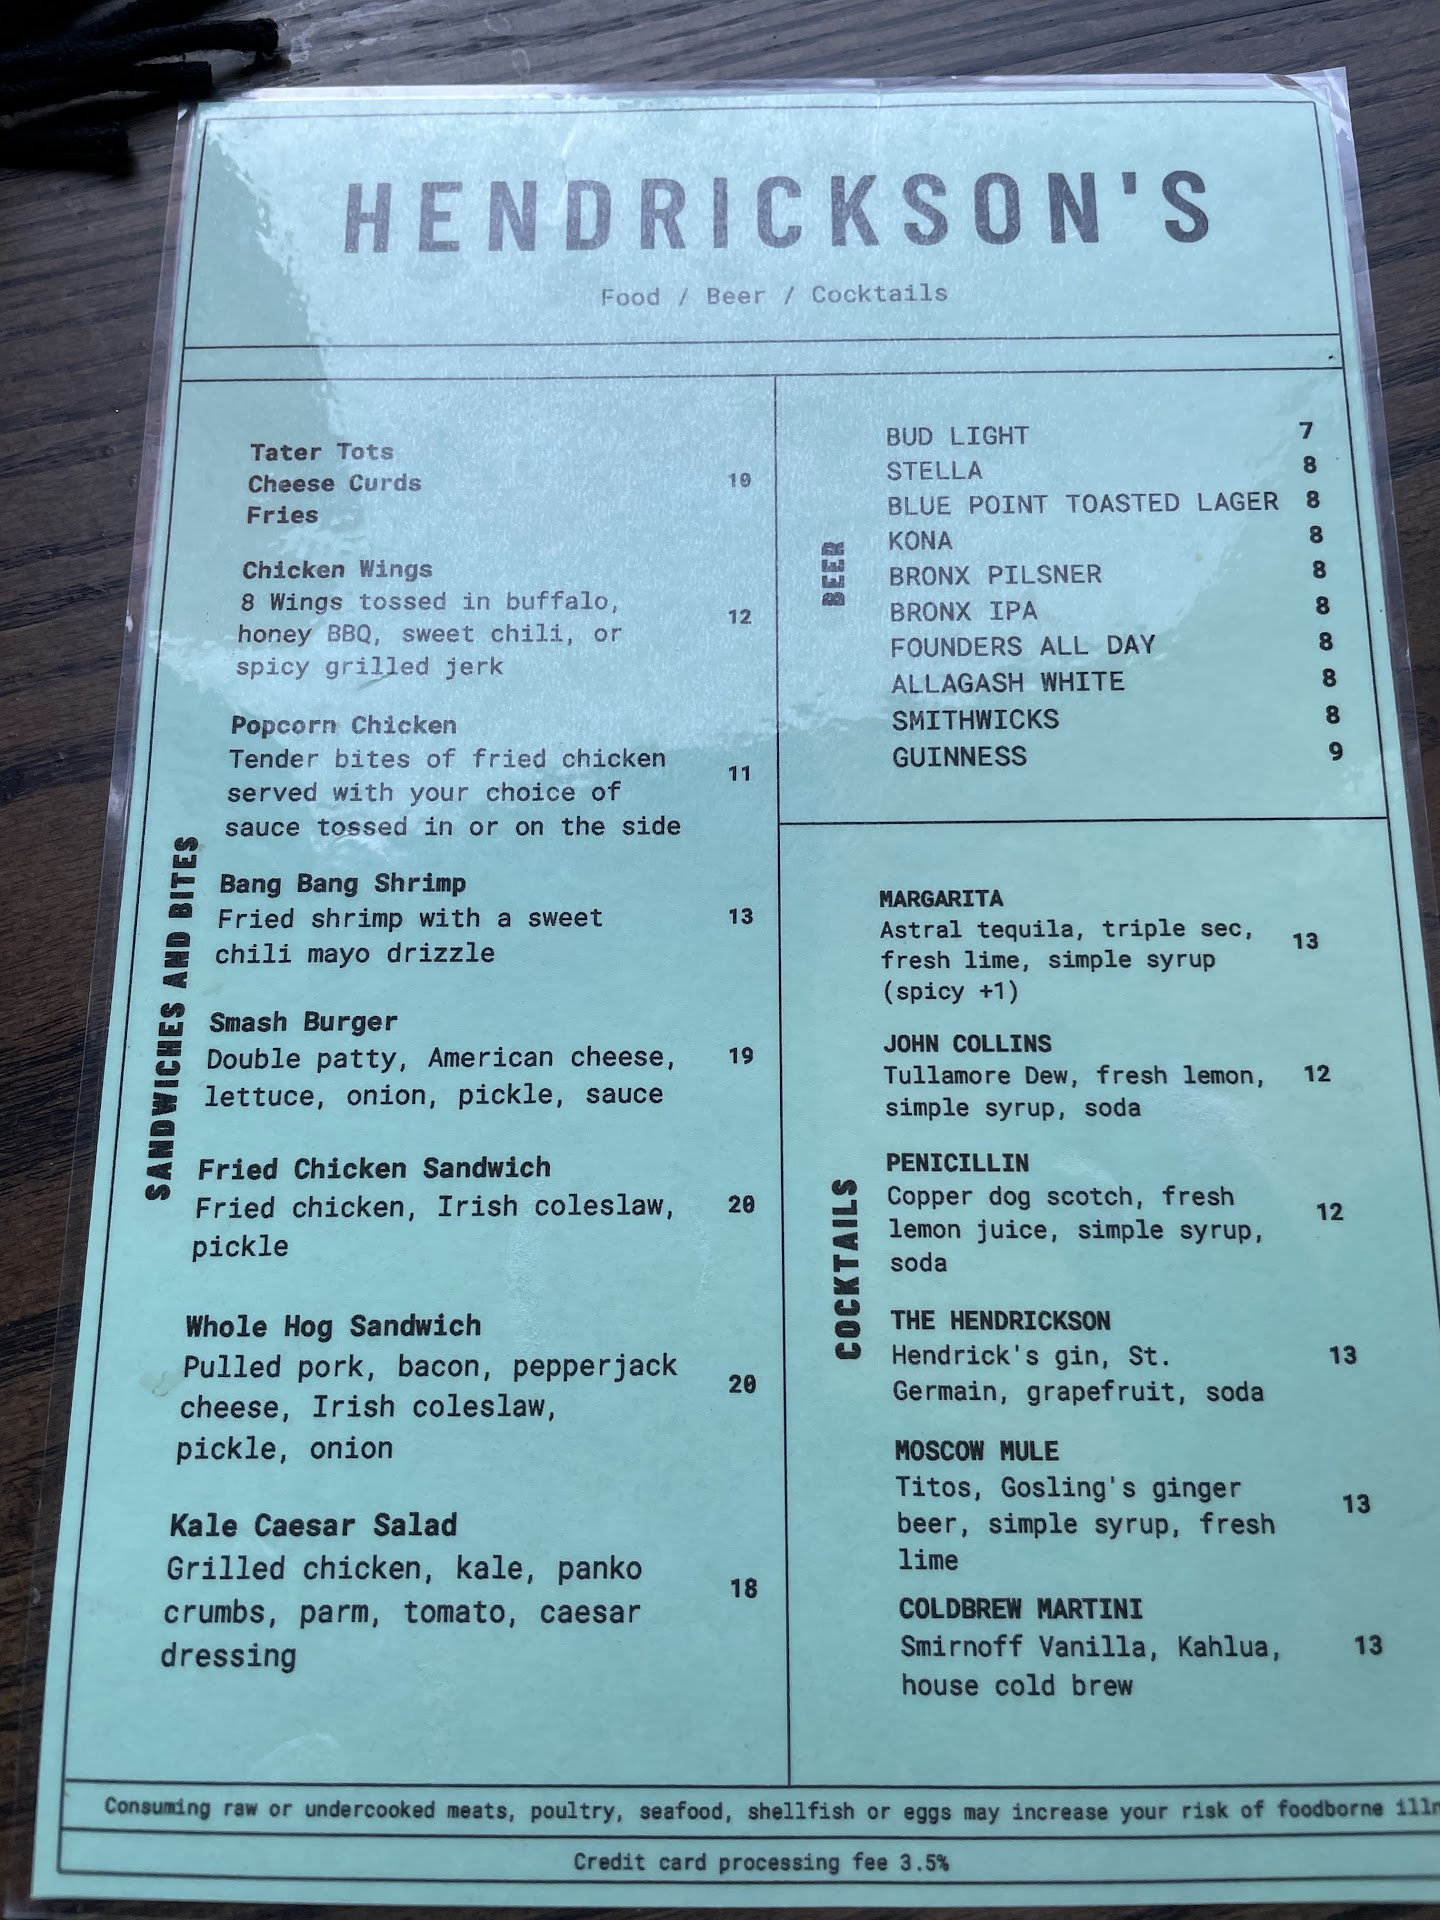 HENDRICKSON'S
Food / Beer / Cocktails
SANDWICHES AND BITES
Tater Tots
Cheese Curds 10
Fries
Chicken Wings
8 Wings tossed in buffalo,
honey BBQ, sweet chili, or 12
spicy grilled jerk
Popcorn Chicken
Tender bites of fried chicken
served with your choice of 11
sauce tossed in or on the side
Bang Bang Shrimp
Fried shrimp with a sweet 13
chili mayo drizzle
Smash Burger
Double patty, American cheese, 19
lettuce, onion, pickle, sauce
Fried Chicken Sandwich
Fried chicken, Irish coleslaw, 20
pickle
Whole Hog Sandwich
Pulled pork, bacon, pepperjack 20
cheese, Irish coleslaw,
pickle, onion
Kale Caesar Salad
Grilled chicken, kale, panko 18
crumbs, parm, tomato, caesar
dressing
BEER
BUD LIGHT 7
STELLA 8
BLUE POINT TOASTED LAGER 8
KONA 8
BRONX PILSNER 8
BRONX IPA 8
FOUNDERS ALL DAY 8
ALLAGASH WHITE 8
SMITHWICKS 8
GUINNESS 9
COCKTAILS
MARGARITA
Astral tequila, triple sec, 13
fresh lime, simple syrup
(spicy +1)
JOHN COLLINS
Tullamore Dew, fresh lemon, 12
simple syrup, soda
PENICILLIN
Copper dog scotch, fresh 12
lemon juice, simple syrup,
soda
THE HENDRICKSON
Hendrick's gin, St. 13
Germain, grapefruit, soda
MOSCOW MULE
Titos, Gosling's ginger 13
beer, simple syrup, fresh
lime
COLDBREW MARTINI
Smirnoff Vanilla, Kahlua, 13
house cold brew
Consuming raw or undercooked meats, poultry, seafood, shellfish or eggs may increase your risk of foodborne
Credit card processing fee 3.5%